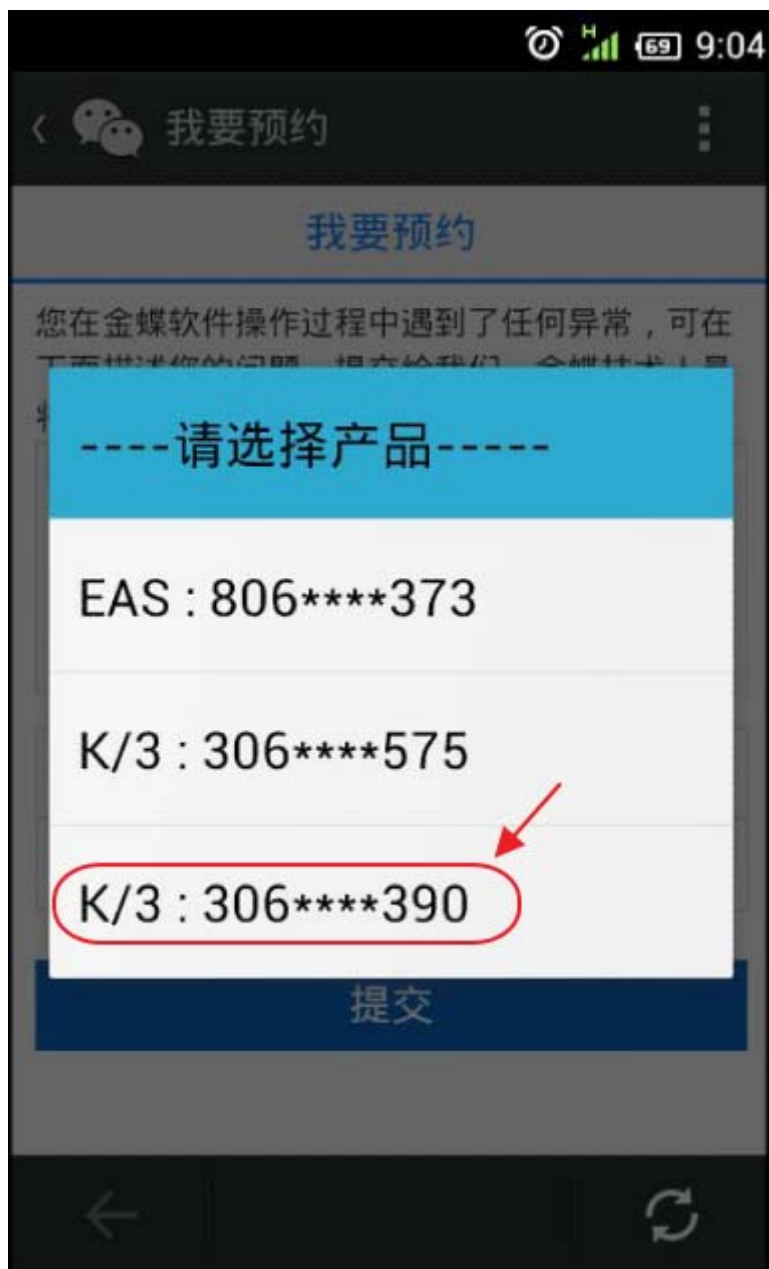 H 69 9:04
我要预约
我要预约
您在金蝶软件操作过程中遇到了任何异常，可在
----请选择产品-----
EAS : 806****373
K/3 : 306****575
K/3 : 306****390
提交